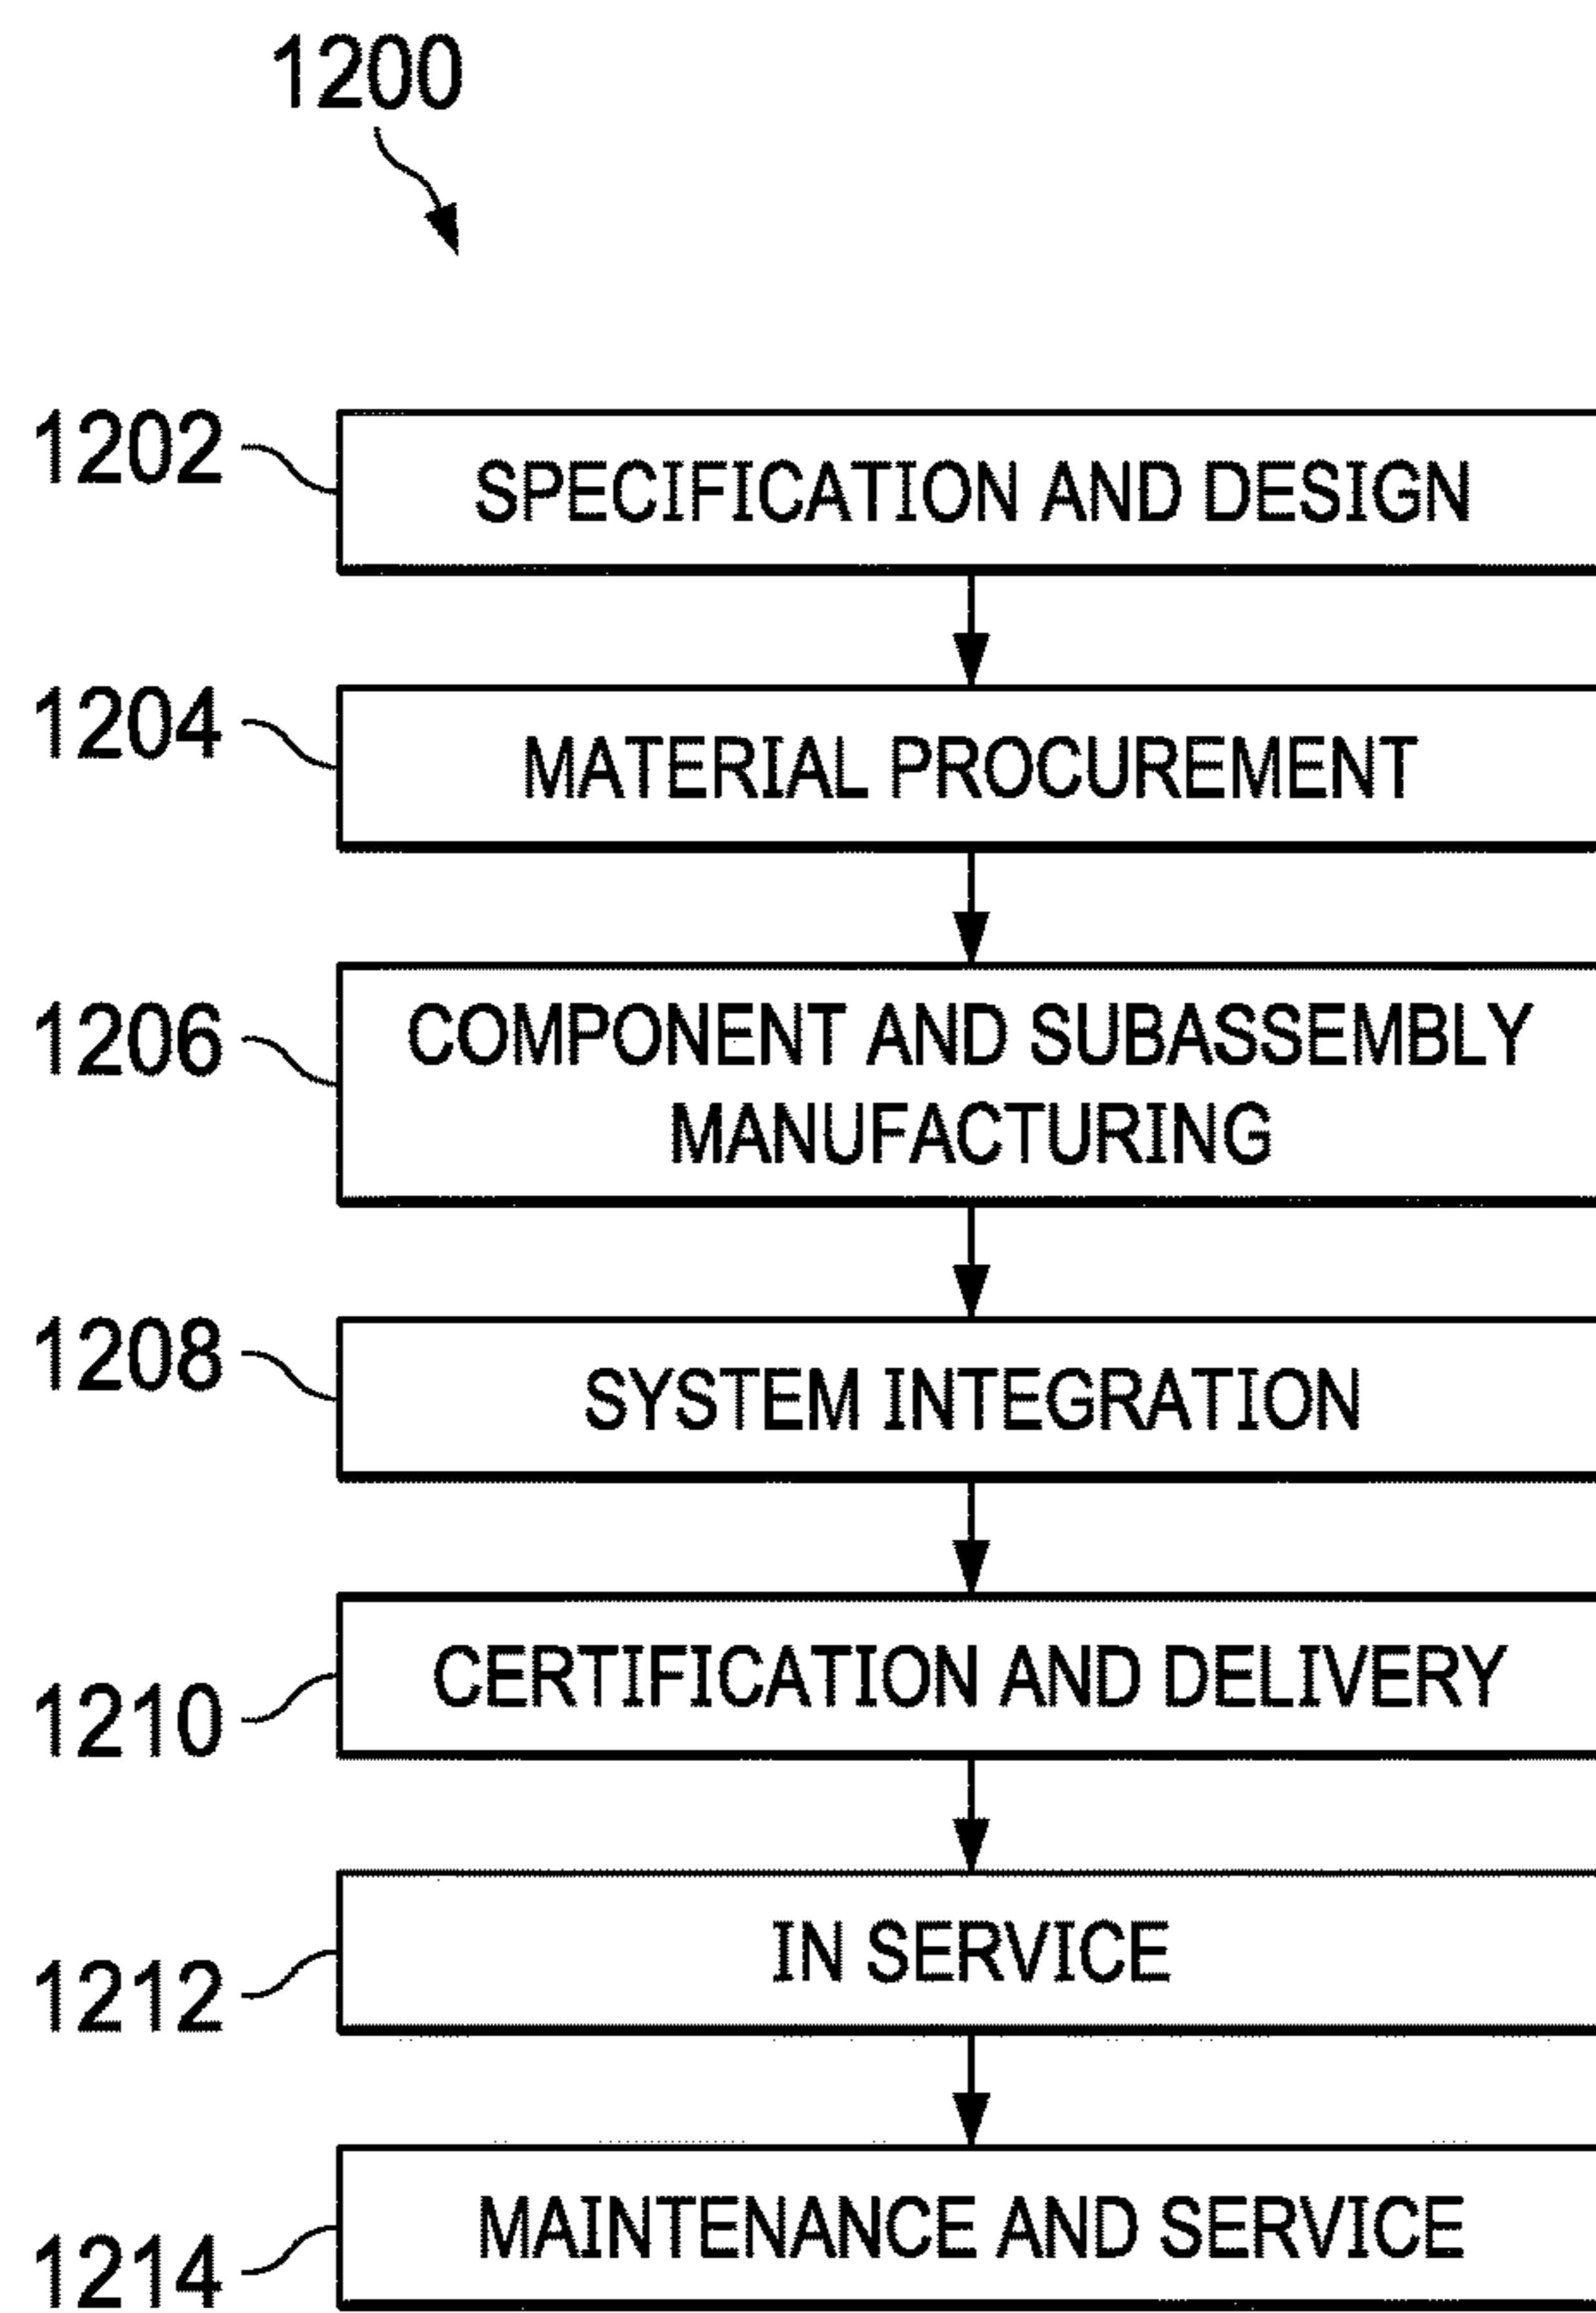 1200
1202
SPECIFICATION AND DESIGN
1204
MATERIAL PROCUREMENT
1206
COMPONENT AND SUBASSEMBLY
MANUFACTURING
1208
SYSTEM INTEGRATION
1210
CERTIFICATION AND DELIVERY
1212
IN SERVICE
1214
MAINTENANCE AND SERVICE